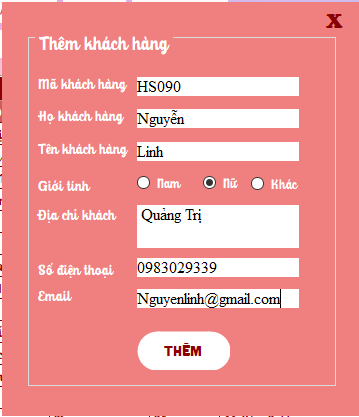 X
Thêm khách hàng
Mã khách hàng HS090
Họ khách hàng Nguyễn
Tên khách hàng Linh
Giới tính Nam Nữ Khác
Địa chỉ khách Quảng Trị
Số điện thoại 0983029339
Email Nguyenlinh@gmail.com
THÊM